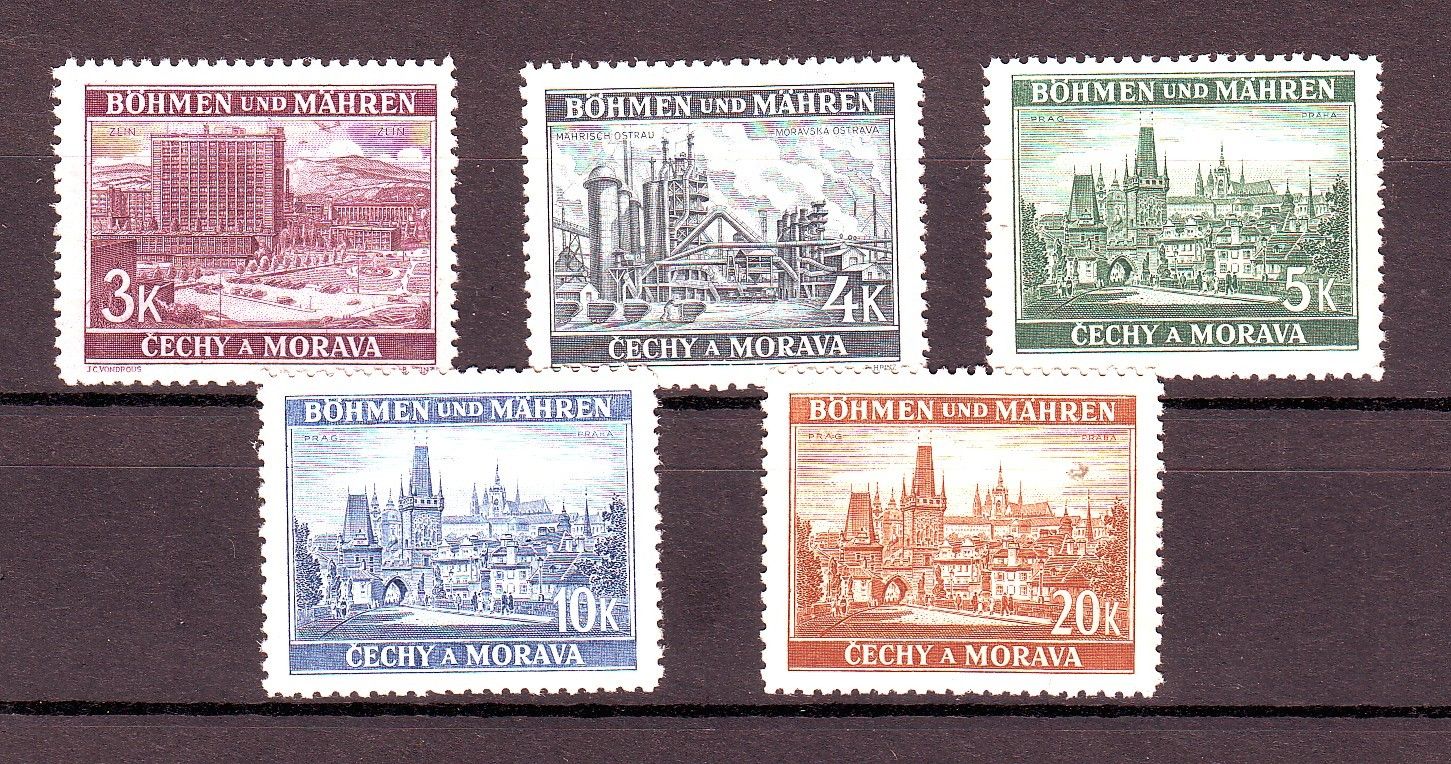 BÖHMEN UND MÄHREN
ZLIN ZLÍN
3K
ČECHY A MORAVA
J.C.VONDROUS
BÖHMEN UND MÄHREN
MÄHRISCH OSTRAU MORAVSKÁ OSTRAVA
4K
ČECHY A MORAVA
BÖHMEN UND MÄHREN
PRAG PRAHA
5K
ČECHY A MORAVA
BÖHMEN UND MÄHREN
PRAG PRAHA
10K
ČECHY A MORAVA
BÖHMEN UND MÄHREN
PRAG PRAHA
20K
ČECHY A MORAVA